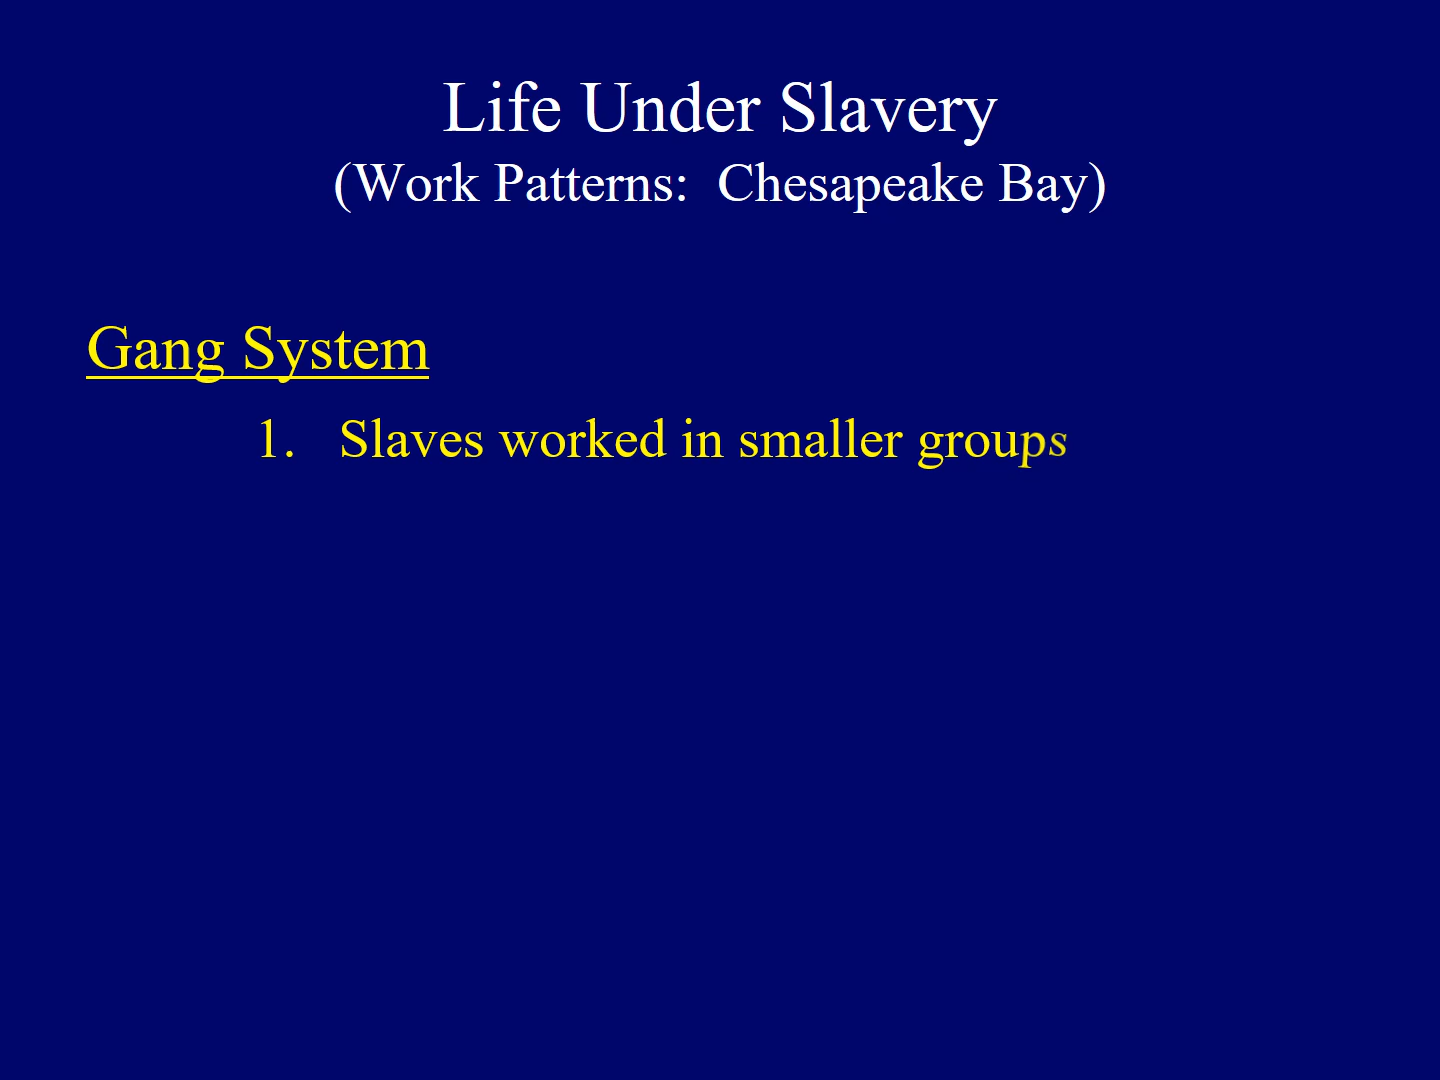 Life Under Slavery
(Work Patterns:  Chesapeake Bay)
Gang System
1.   Slaves worked in smaller groups